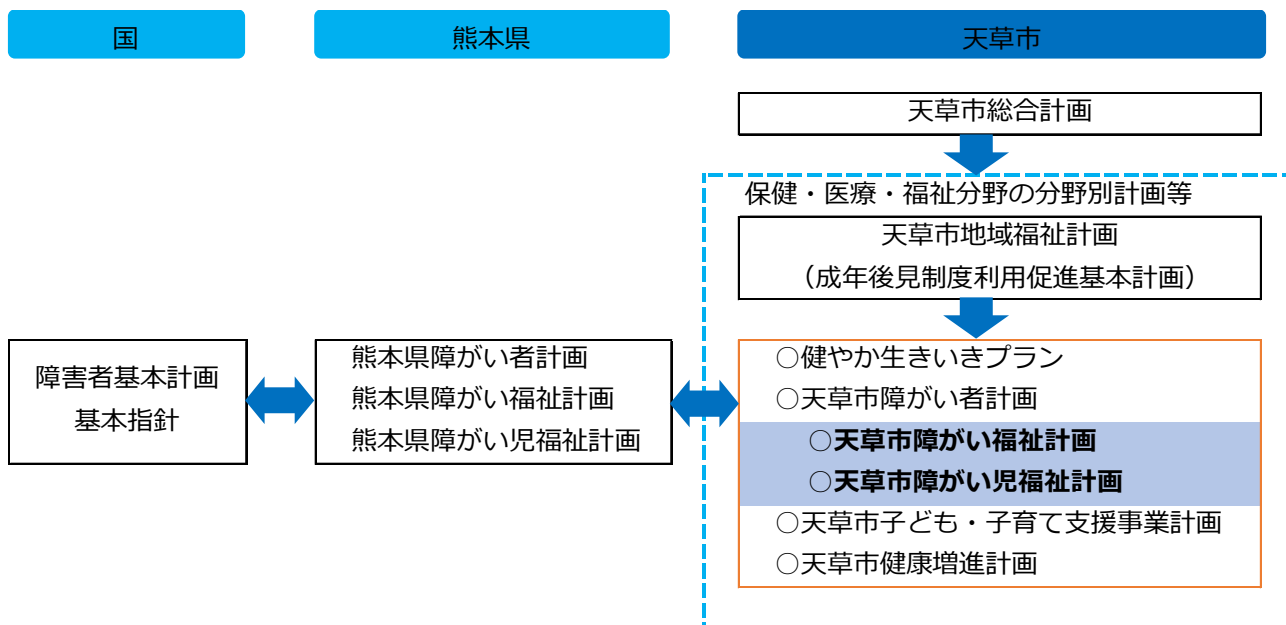 国
熊本県
天草市
天草市総合計画
保健・医療・福祉分野の分野別計画等
天草市地域福祉計画
（成年後見制度利用促進基本計画）
障害者基本計画
基本指針
熊本県障がい者計画
熊本県障がい福祉計画
熊本県障がい児福祉計画
○健やか生きいきプラン
○天草市障がい者計画
○天草市障がい福祉計画
○天草市障がい児福祉計画
○天草市子ども・子育て支援事業計画
○天草市健康増進計画